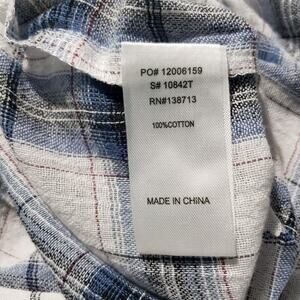 PO# 12006159
S# 10842T
RN#138713
100%COTTON
MADE IN CHINA